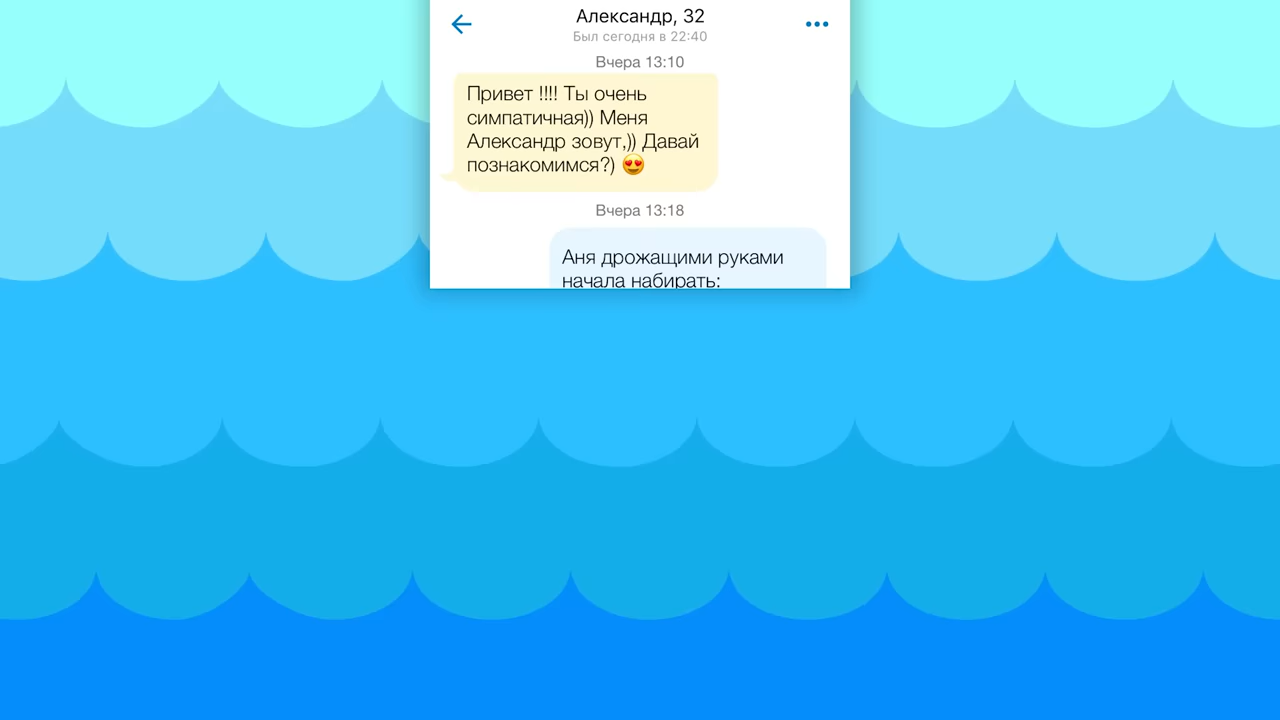 Александр, 32
Был сегодня в 22:40
Вчера 13:10
Привет !!!! Ты очень
симпатичная)) Меня
Александр зовут,)) Давай
познакомимся?) 😍
Вчера 13:18
Аня дрожащими руками
начала набирать: